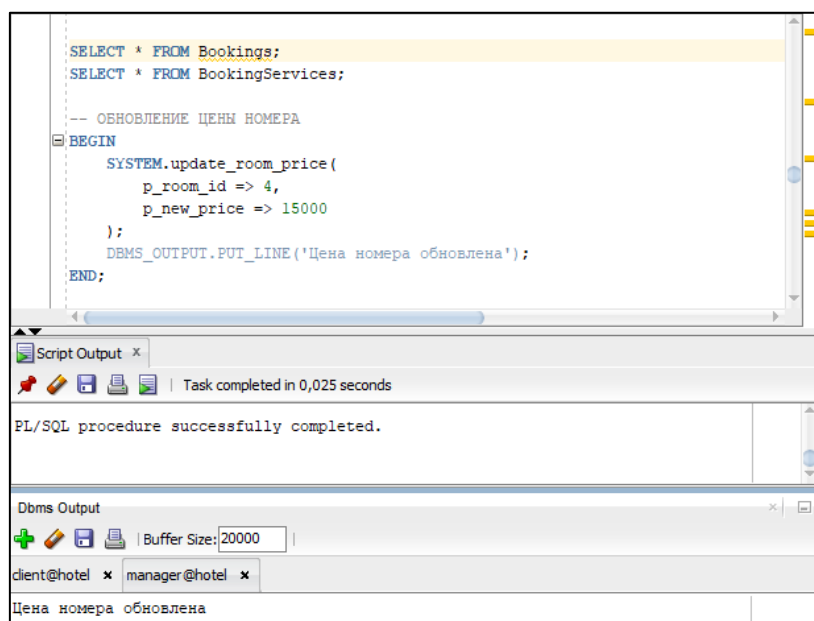 SELECT * FROM Bookings;
SELECT * FROM BookingServices;
-- ОБНОВЛЕНИЕ ЦЕНЫ НОМЕРА
BEGIN
SYSTEM.update_room_price(
p_room_id => 4,
p_new_price => 15000
);
DBMS_OUTPUT.PUT_LINE('Цена номера обновлена');
END;
Script Output x
| Task completed in 0,025 seconds
PL/SQL procedure successfully completed.
Dbms Output
| Buffer Size: 20000 |
client@hotel x manager@hotel x
Цена номера обновлена